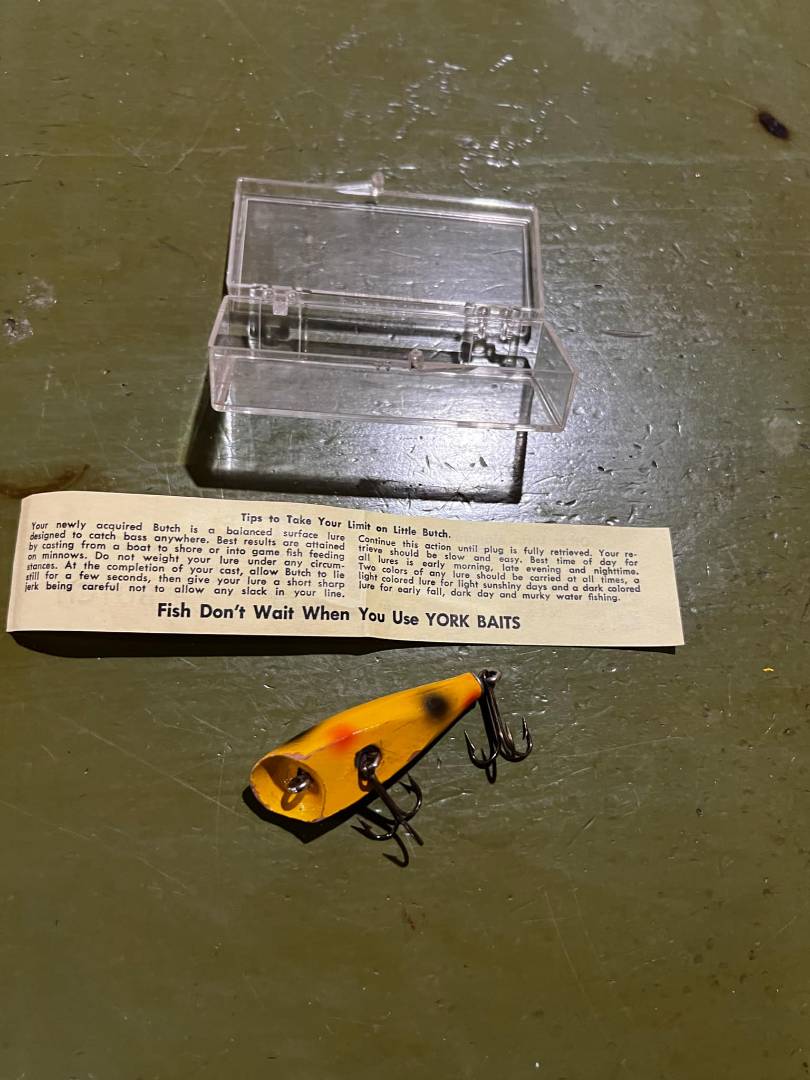 Tips to Take Your Limit on Little Butch.
Your newly acquired Butch is a balanced surface lure
designed to catch bass anywhere. Best results are attained
by casting from a boat to shore or into game fish feeding
on minnows. Do not weight your lure under any circum-
stances. At the completion of your cast, allow Butch to lie
still for a few seconds, then give your lure a short sharp
jerk being careful not to allow any slack in your line.
Continue this action until plug is fully retrieved. Your re-
trieve should be slow and easy. Best time of day for
all lures is early morning, late evening and nighttime.
Two colors of any lure should be carried at all times, a
light colored lure for light sunshiny days and a dark colored
lure for early fall, dark day and murky water fishing.
Fish Don't Wait When You Use YORK BAITS